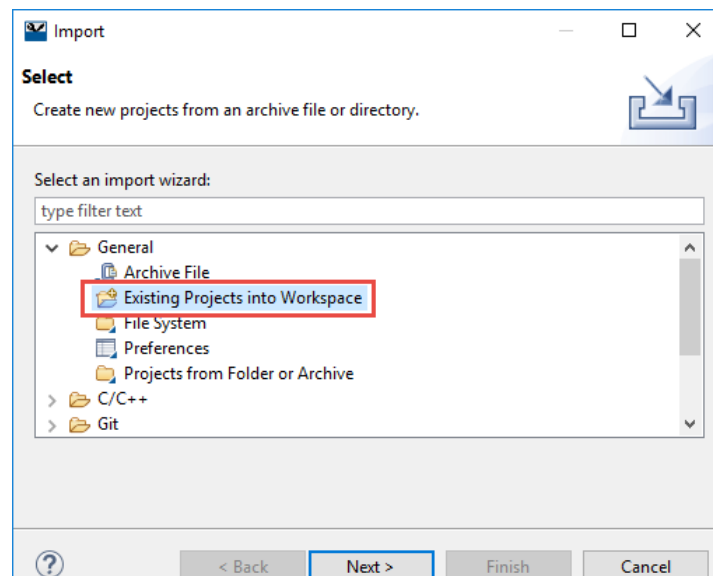 Import
Select
Create new projects from an archive file or directory.
Select an import wizard:
type filter text
General
Archive File
Existing Projects into Workspace
File System
Preferences
Projects from Folder or Archive
C/C++
Git
?
< Back Next > Finish Cancel